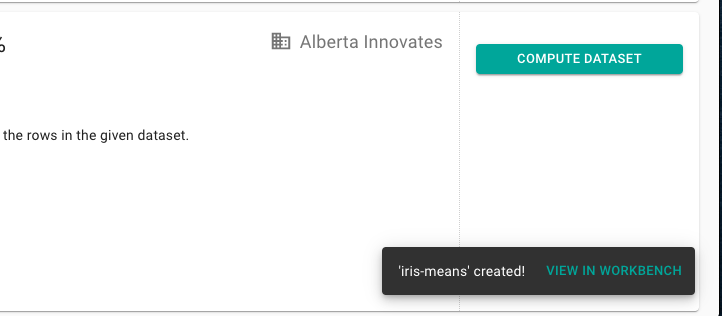 %
Alberta Innovates
COMPUTE DATASET
the rows in the given dataset.
'iris-means' created! VIEW IN WORKBENCH